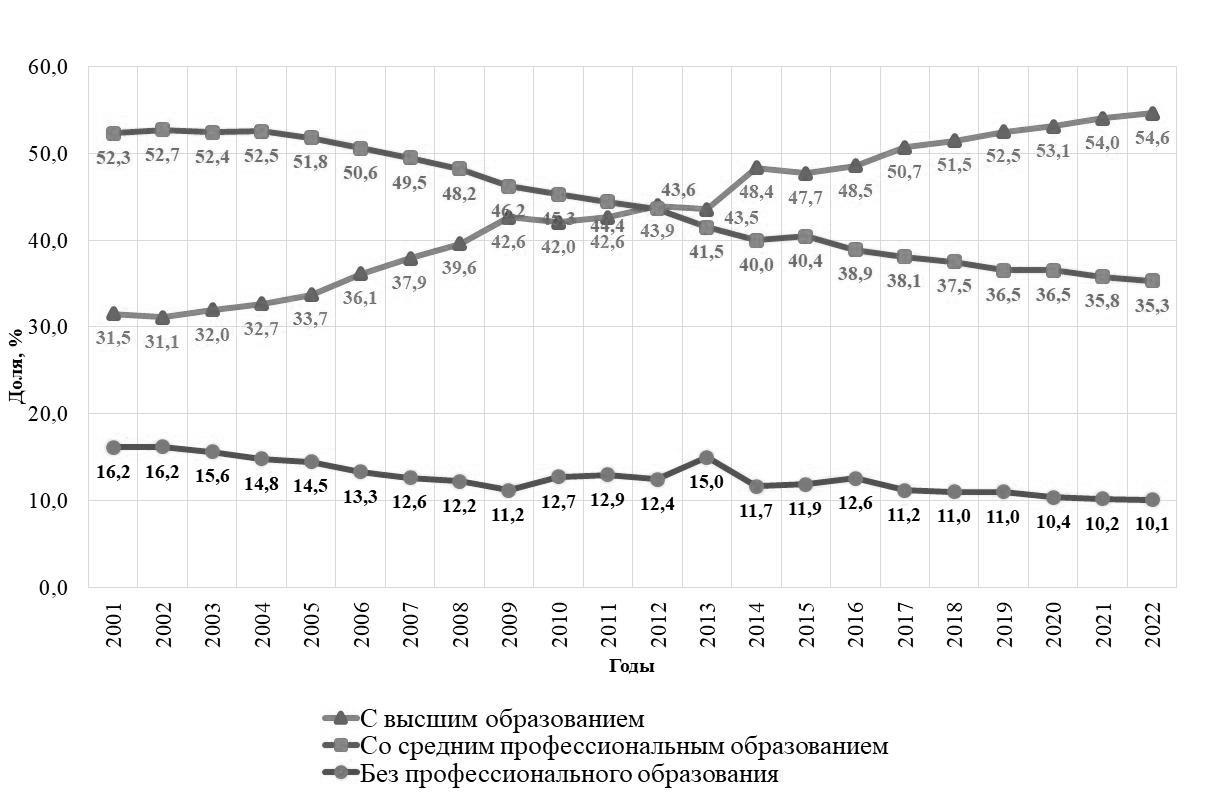 60,0
50,0
40,0
30,0
20,0
10,0
0,0
Доля, %
52,3 52,7 52,4 52,5 51,8 50,6 49,5 48,2 46,2 45,3 44,4 43,6 41,5 40,0 40,4 38,9 38,1 37,5 36,5 36,5 35,8 35,3
31,5 31,1 32,0 32,7 33,7 36,1 37,9 39,6 42,6 42,0 42,6 43,9 43,5 48,4 47,7 48,5 50,7 51,5 52,5 53,1 54,0 54,6
16,2 16,2 15,6 14,8 14,5 13,3 12,6 12,2 11,2 12,7 12,9 12,4 15,0 11,7 11,9 12,6 11,2 11,0 11,0 10,4 10,2 10,1
2001 2002 2003 2004 2005 2006 2007 2008 2009 2010 2011 2012 2013 2014 2015 2016 2017 2018 2019 2020 2021 2022
Годы
С высшим образованием
Со средним профессиональным образованием
Без профессионального образования